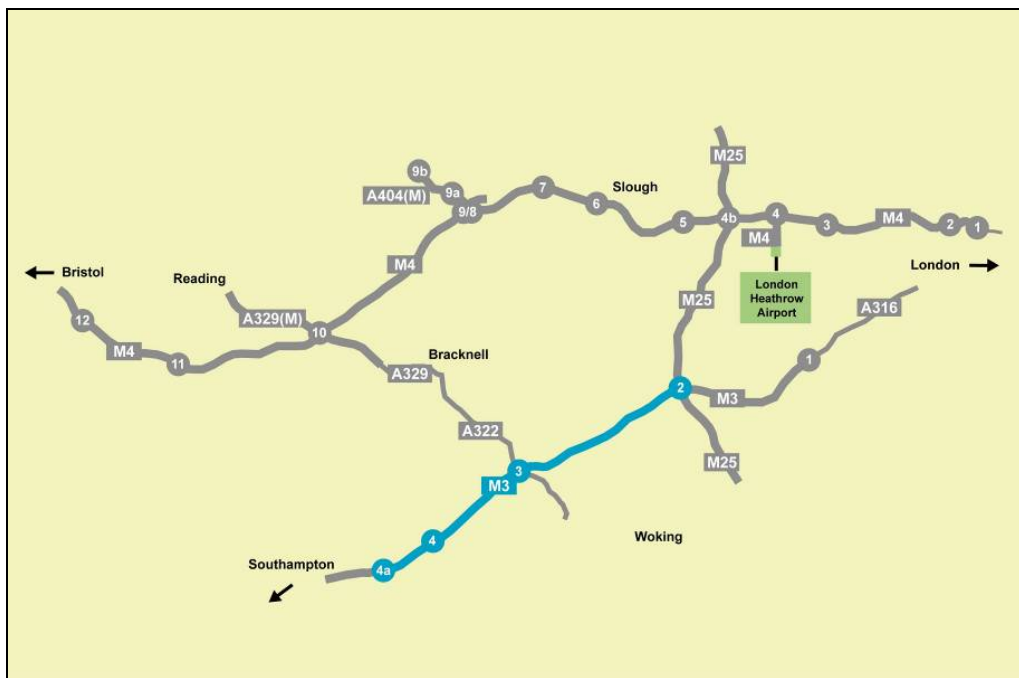 M25
9b
9a
A404(M)
9/8
7
6
Slough
5
4b
4
3
M4
2
1
M4
M4
Bristol
Reading
London
London
Heathrow
Airport
M25
A316
12
A329(M)
10
M4
11
Bracknell
A329
1
2
M3
A322
M25
3
M3
4
Woking
Southampton
4a